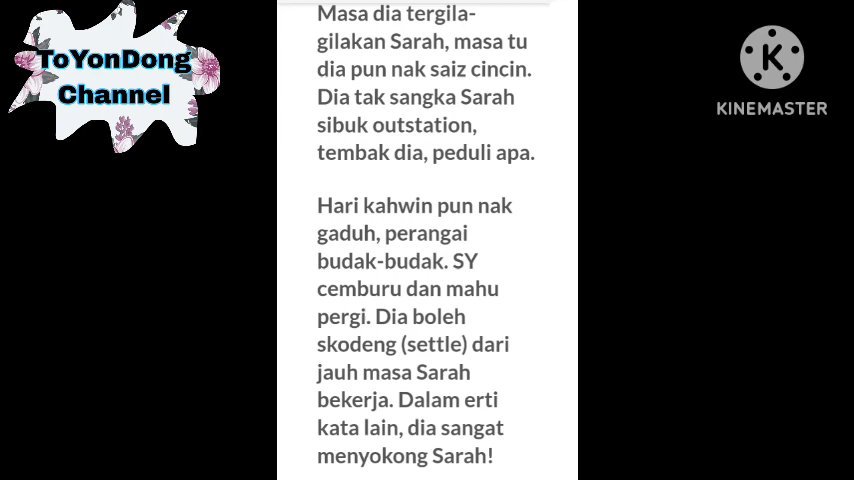 ToYonDong
Channel
KINEMASTER
Masa dia tergila-
gilakan Sarah, masa tu
dia pun nak saiz cincin.
Dia tak sangka Sarah
sibuk outstation,
tembak dia, peduli apa.
Hari kahwin pun nak
gaduh, perangai
budak-budak. SY
cemburu dan mahu
pergi. Dia boleh
skodeng (settle) dari
jauh masa Sarah
bekerja. Dalam erti
kata lain, dia sangat
menyokong Sarah!